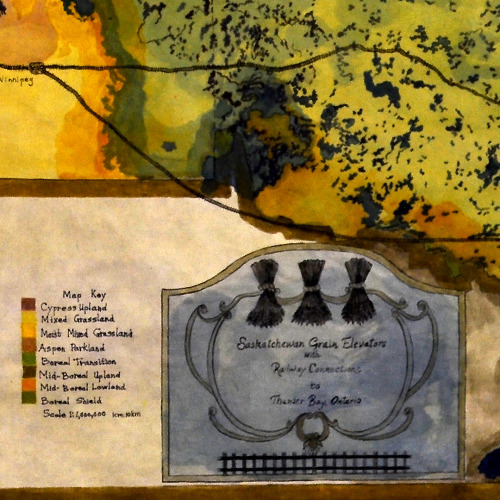 Winnipeg
Map Key
Cypress Upland
Mixed Grassland
Moist Mixed Grassland
Aspen Parkland
Boreal Transition
Mid-Boreal Upland
Mid-Boreal Lowland
Boreal Shield
Scale 1:1,000,000 1cm:10km
Saskatchewan Grain Elevators
with
Railway Connections
to
Thunder Bay, Ontario